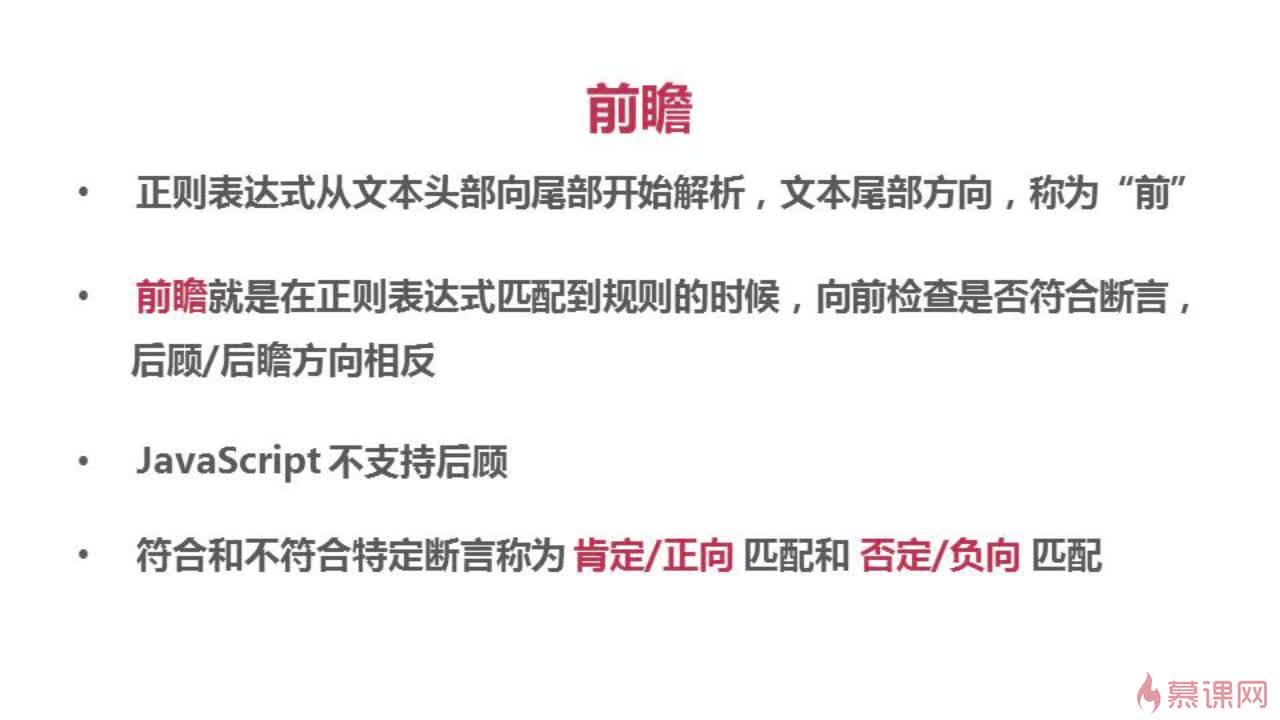 前瞻
• 正则表达式从文本头部向尾部开始解析，文本尾部方向，称为“前”
• 前瞻就是在正则表达式匹配到规则的时候，向前检查是否符合断言，
后顾/后瞻方向相反
• JavaScript 不支持后顾
• 符合和不符合特定断言称为 肯定/正向 匹配和 否定/负向 匹配
慕课网